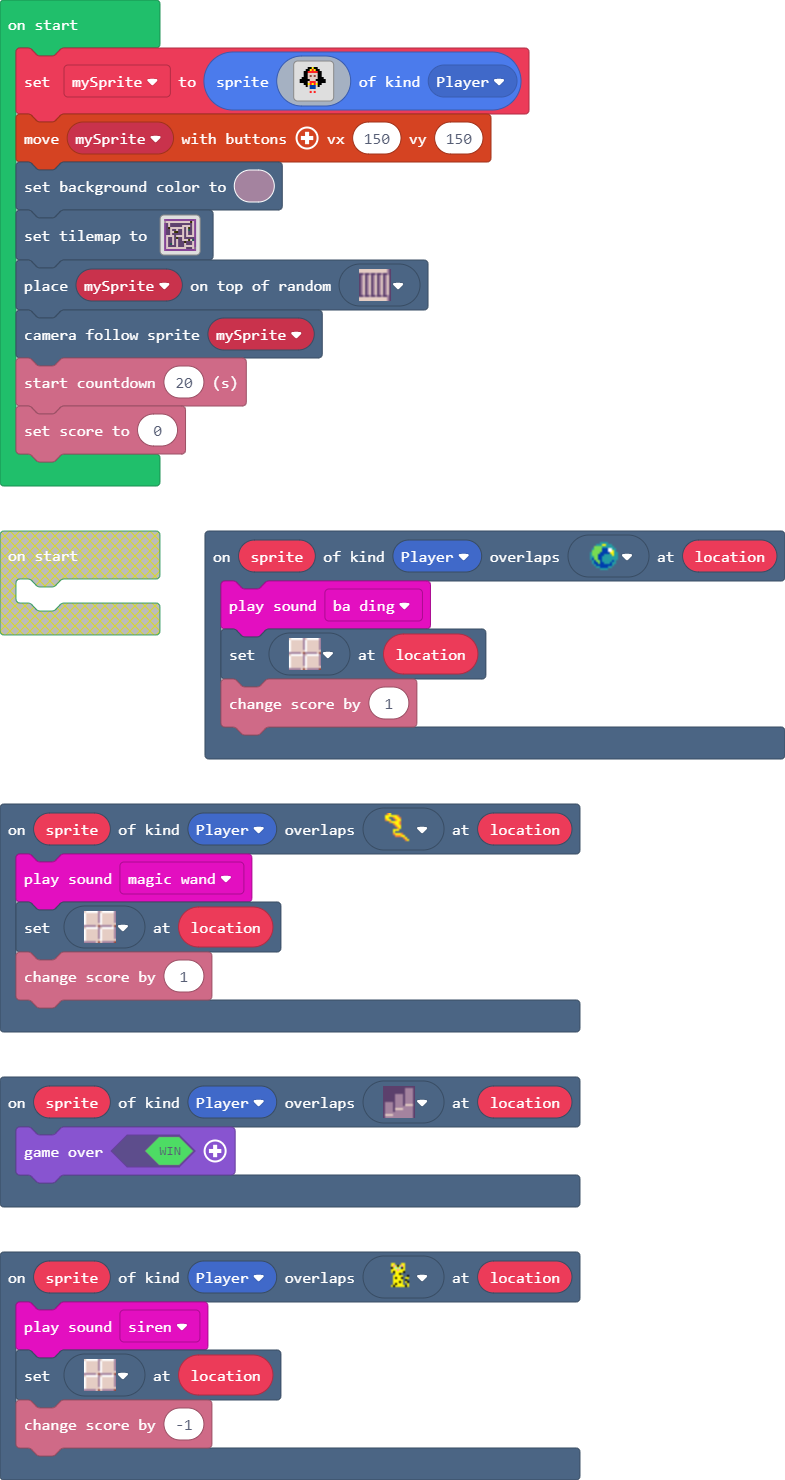 on start
set mySprite to sprite of kind Player
move mySprite with buttons vx 150 vy 150
set background color to
set tilemap to
place mySprite on top of random
camera follow sprite mySprite
start countdown 20 (s)
set score to 0
on start
on sprite of kind Player overlaps at location
play sound ba ding
set at location
change score by 1
on sprite of kind Player overlaps at location
play sound magic wand
set at location
change score by 1
on sprite of kind Player overlaps at location
game over WIN
on sprite of kind Player overlaps at location
play sound siren
set at location
change score by -1